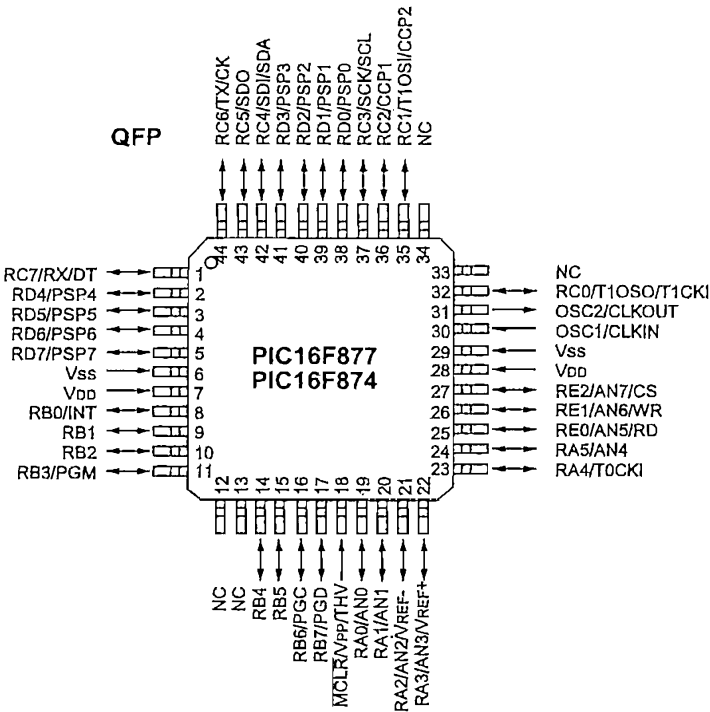 QFP
RC6/TX/CK
RC5/SDO
RC4/SDI/SDA
RD3/PSP3
RD2/PSP2
RD1/PSP1
RD0/PSP0
RC3/SCK/SCL
RC2/CCP1
RC1/T1OSI/CCP2
NC
44
43
42
41
40
39
38
37
36
35
34
RC7/RX/DT 1
RD4/PSP4 2
RD5/PSP5 3
RD6/PSP6 4
RD7/PSP7 5
VSS 6
VDD 7
RB0/INT 8
RB1 9
RB2 10
RB3/PGM 11
PIC16F877
PIC16F874
33 NC
32 RC0/T1OSO/T1CKI
31 OSC2/CLKOUT
30 OSC1/CLKIN
29 VSS
28 VDD
27 RE2/AN7/CS
26 RE1/AN6/WR
25 RE0/AN5/RD
24 RA5/AN4
23 RA4/T0CKI
12
13
14
15
16
17
18
19
20
21
22
NC
NC
RB4
RB5
RB6/PGC
RB7/PGD
MCLR/VPP/THV
RA0/AN0
RA1/AN1
RA2/AN2/VREF-
RA3/AN3/VREF+